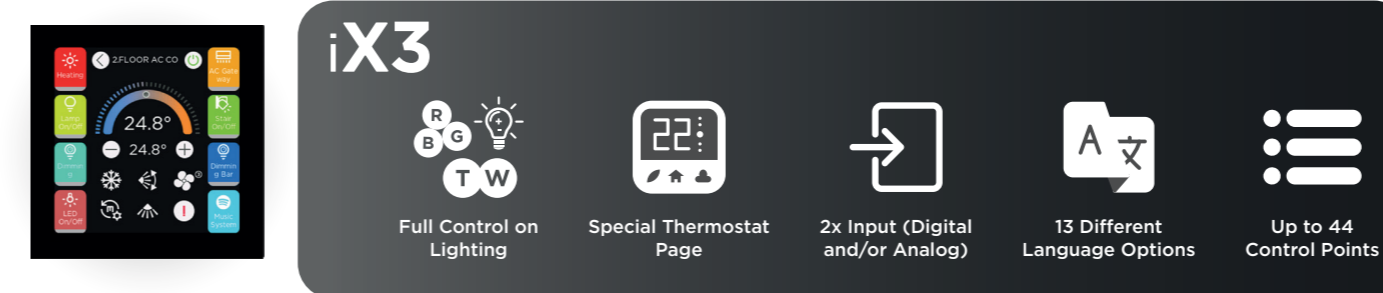 Heating
2.FLOOR AC CO
AC Gate
way
Lamp
On/Off
Stair
On/Off
24.8°
24.8°
Dimmin
g
Dimmin
g Bar
LED
On/Off
Music
System
iX3
R
B
G
T
W
22
A
文
Full Control on
Lighting
Special Thermostat
Page
2x Input (Digital
and/or Analog)
13 Different
Language Options
Up to 44
Control Points